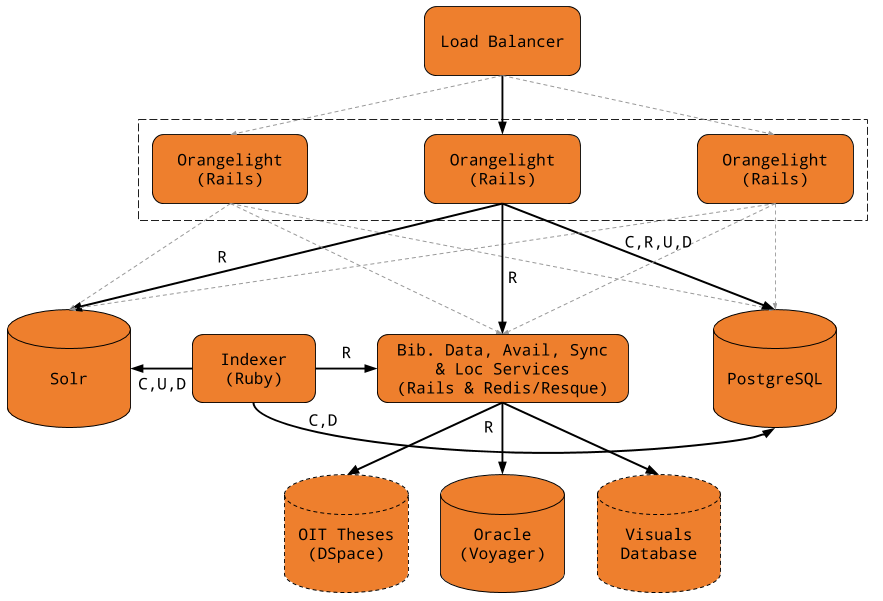 Load Balancer
Orangelight
(Rails)
Orangelight
(Rails)
Orangelight
(Rails)
R
R
C,R,U,D
Solr
C,U,D
Indexer
(Ruby)
R
Bib. Data, Avail, Sync
& Loc Services
(Rails & Redis/Resque)
PostgreSQL
C,D
R
OIT Theses
(DSpace)
Oracle
(Voyager)
Visuals
Database